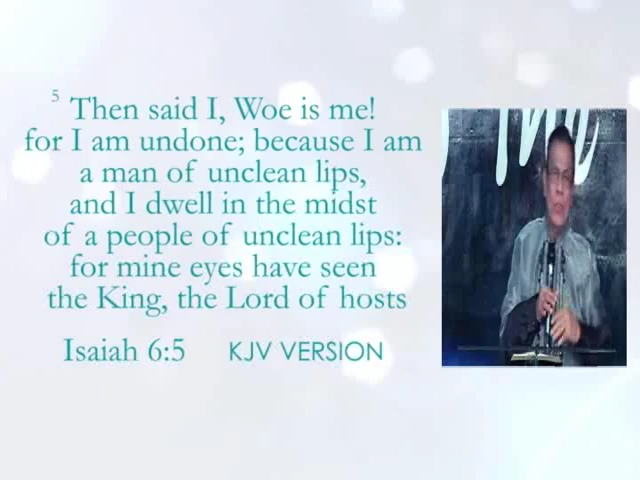 5 Then said I, Woe is me!
for I am undone; because I am
a man of unclean lips,
and I dwell in the midst
of a people of unclean lips:
for mine eyes have seen
the King, the Lord of hosts
Isaiah 6:5 KJV VERSION